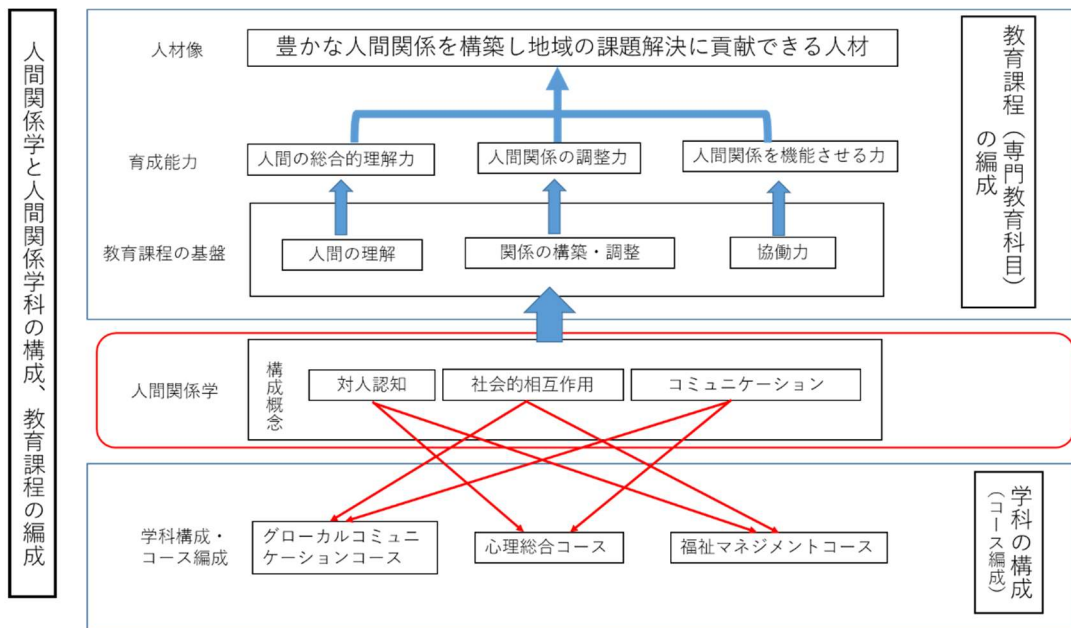 人間関係学と人間関係学科の構成、教育課程の編成
人材像
豊かな人間関係を構築し地域の課題解決に貢献できる人材
教育課程（専門教育科目）
の編成
育成能力
人間の総合的理解力
人間関係の調整力
人間関係を機能させる力
教育課程の基盤
人間の理解
関係の構築・調整
協働力
人間関係学
構成概念
対人認知
社会的相互作用
コミュニケーション
学科の構成
（コース編成）
学科構成・
コース編成
グローカルコミュニ
ケーションコース
心理総合コース
福祉マネジメントコース